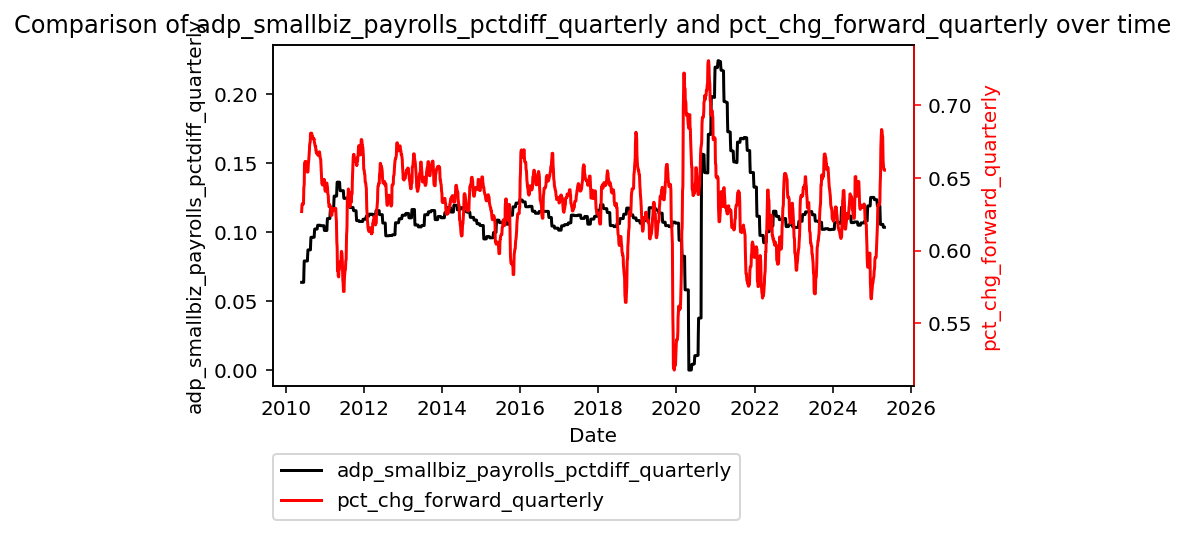 Comparison of adp_smallbiz_payrolls_pctdiff_quarterly and pct_chg_forward_quarterly over time
adp_smallbiz_payrolls_pctdiff_quarterly
0.20
0.15
0.10
0.05
0.00
0.70
0.65
0.60
0.55
pct_chg_forward_quarterly
2010 2012 2014 2016 2018 2020 2022 2024 2026
Date
adp_smallbiz_payrolls_pctdiff_quarterly
pct_chg_forward_quarterly